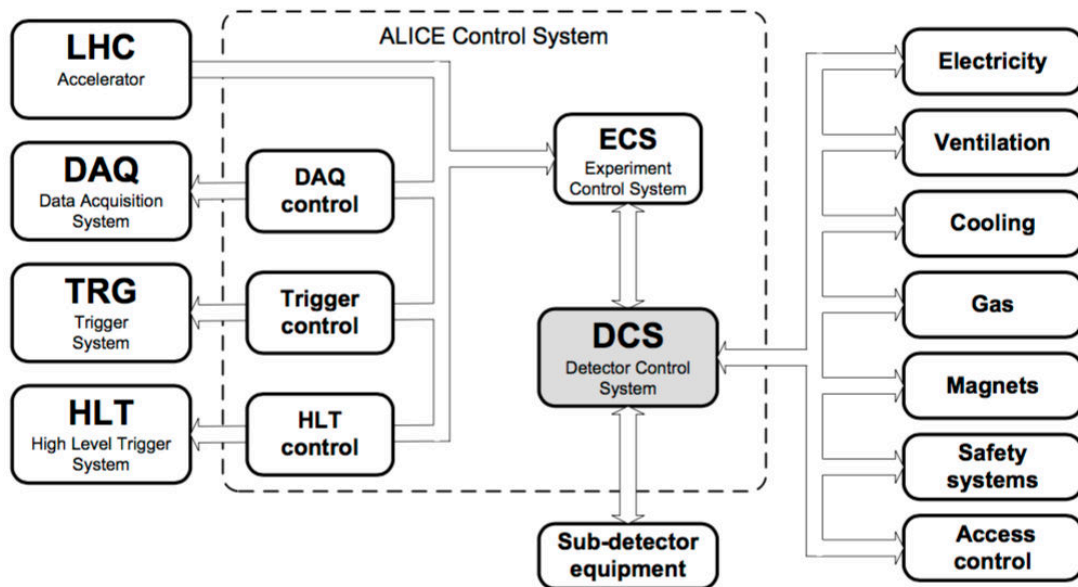 LHC
Accelerator
DAQ
Data Acquisition
System
TRG
Trigger
System
HLT
High Level Trigger
System
ALICE Control System
DAQ
control
Trigger
control
HLT
control
ECS
Experiment
Control System
DCS
Detector Control
System
Sub-detector
equipment
Electricity
Ventilation
Cooling
Gas
Magnets
Safety
systems
Access
control